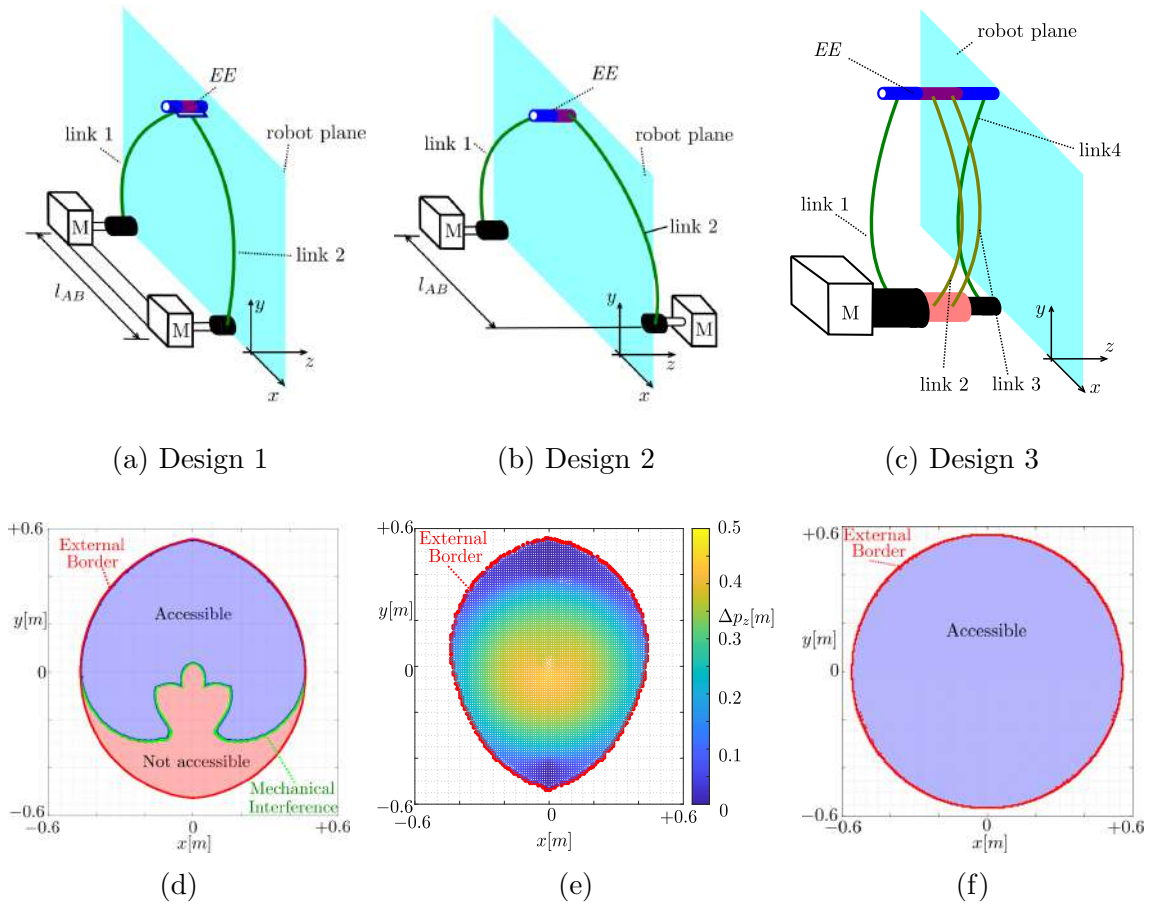 EE
link 1
robot plane
M
link 2
l_AB
M
y
z
x
EE
link 1
robot plane
M
link 2
l_AB
M
y
z
x
robot plane
EE
link4
link 1
M
y
z
x
link 2
link 3
(a) Design 1
(b) Design 2
(c) Design 3
+0.6
External
Border
Accessible
y[m]
0
Not accessible
Mechanical
Interference
−0.6
−0.6
0
+0.6
x[m]
+0.6
External
Border
y[m]
0
−0.6
−0.6
0
+0.6
x[m]
0.5
0.4
Δp_z[m]
0.3
0.2
0.1
0
+0.6
External
Border
Accessible
y[m]
0
−0.6
−0.6
0
+0.6
x[m]
(d)
(e)
(f)